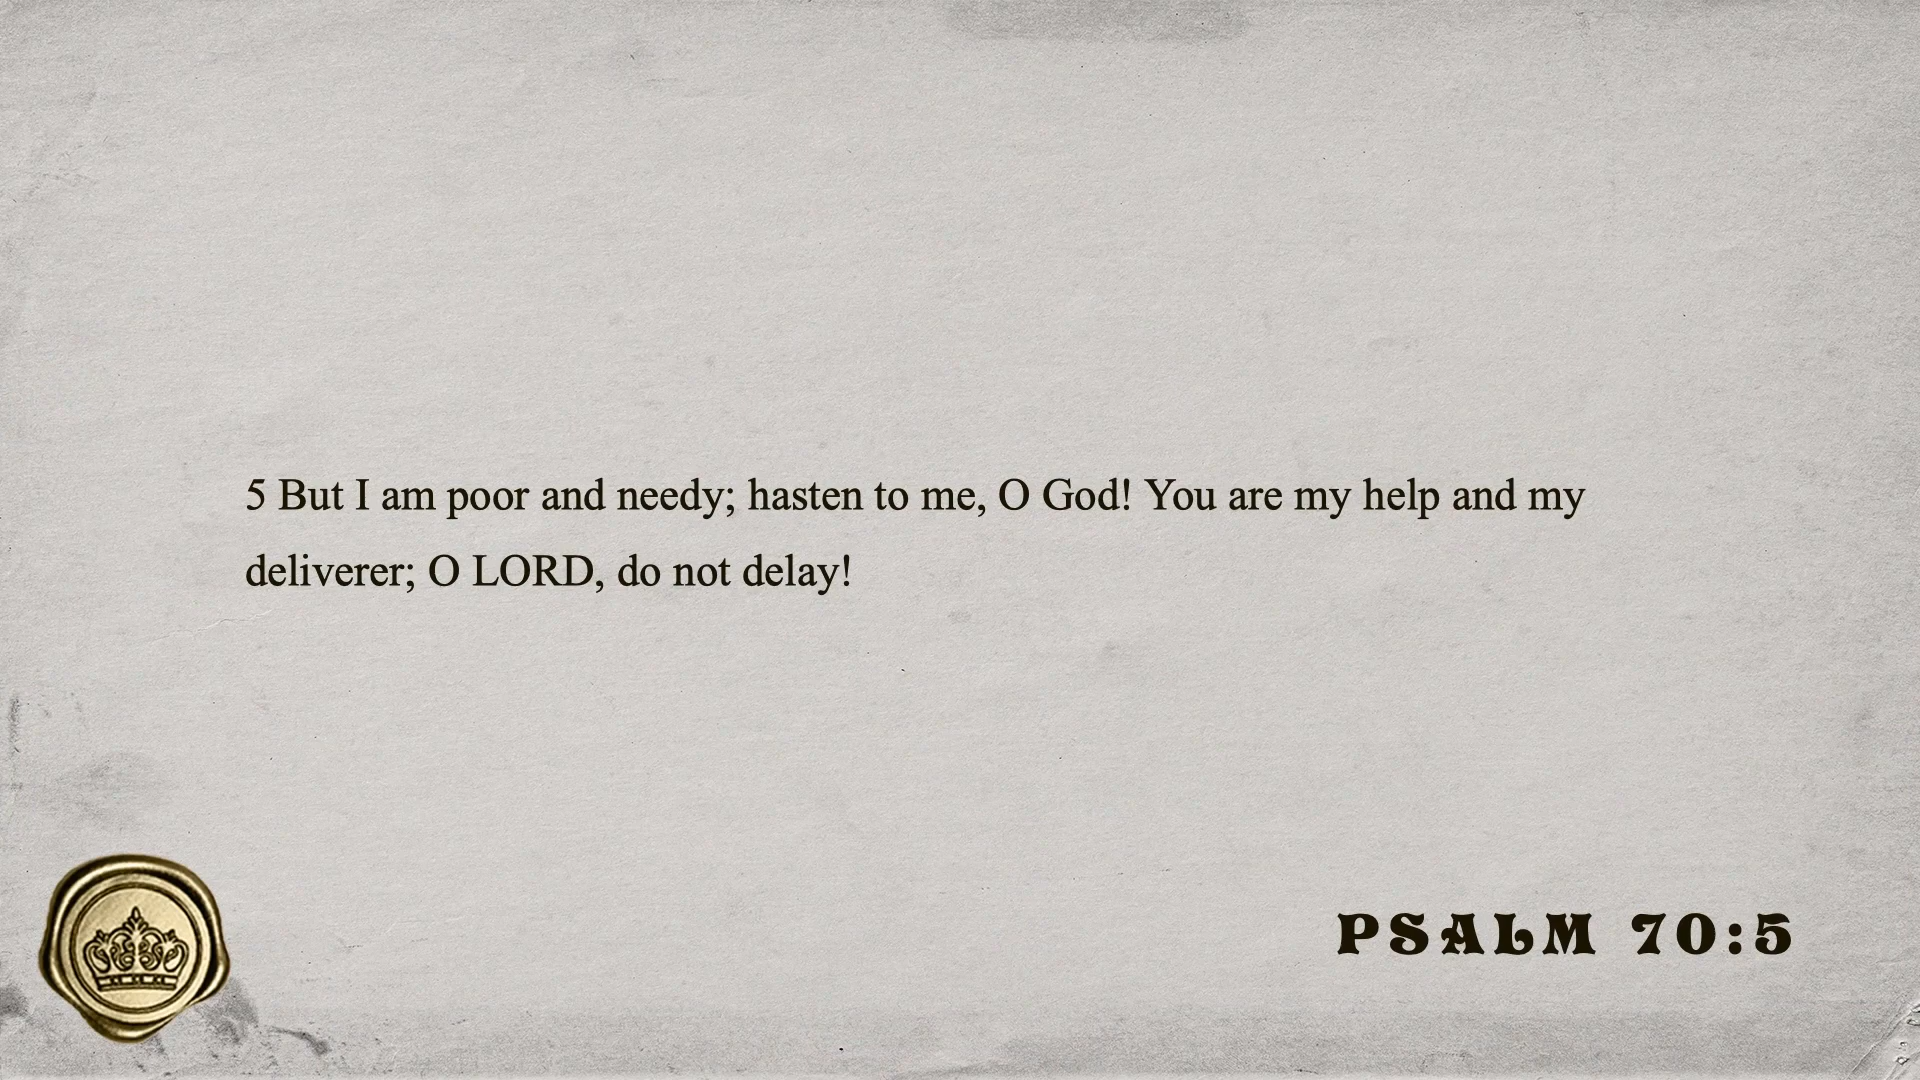 5 But I am poor and needy; hasten to me, O God! You are my help and my
deliverer; O LORD, do not delay!
PSALM 70:5